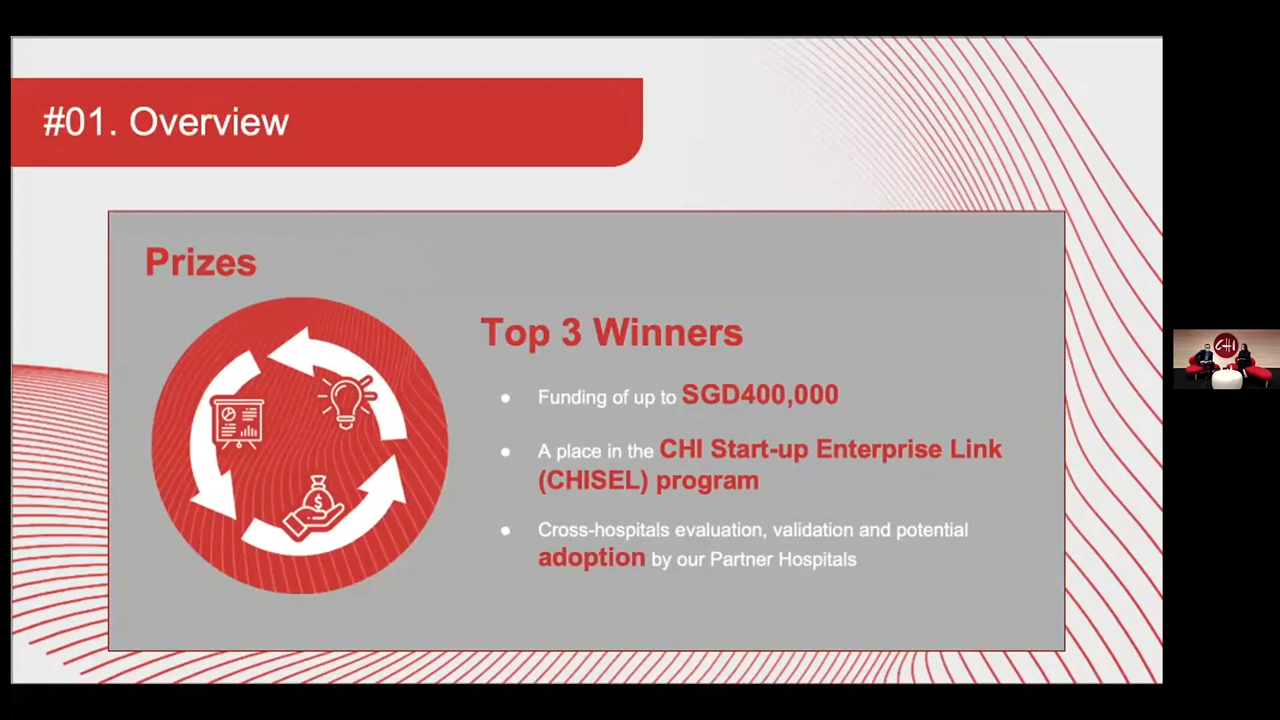 #01. Overview
Prizes
Top 3 Winners
Funding of up to SGD400,000
A place in the CHI Start-up Enterprise Link
(CHISEL) program
Cross-hospitals evaluation, validation and potential
adoption by our Partner Hospitals
$
CHI